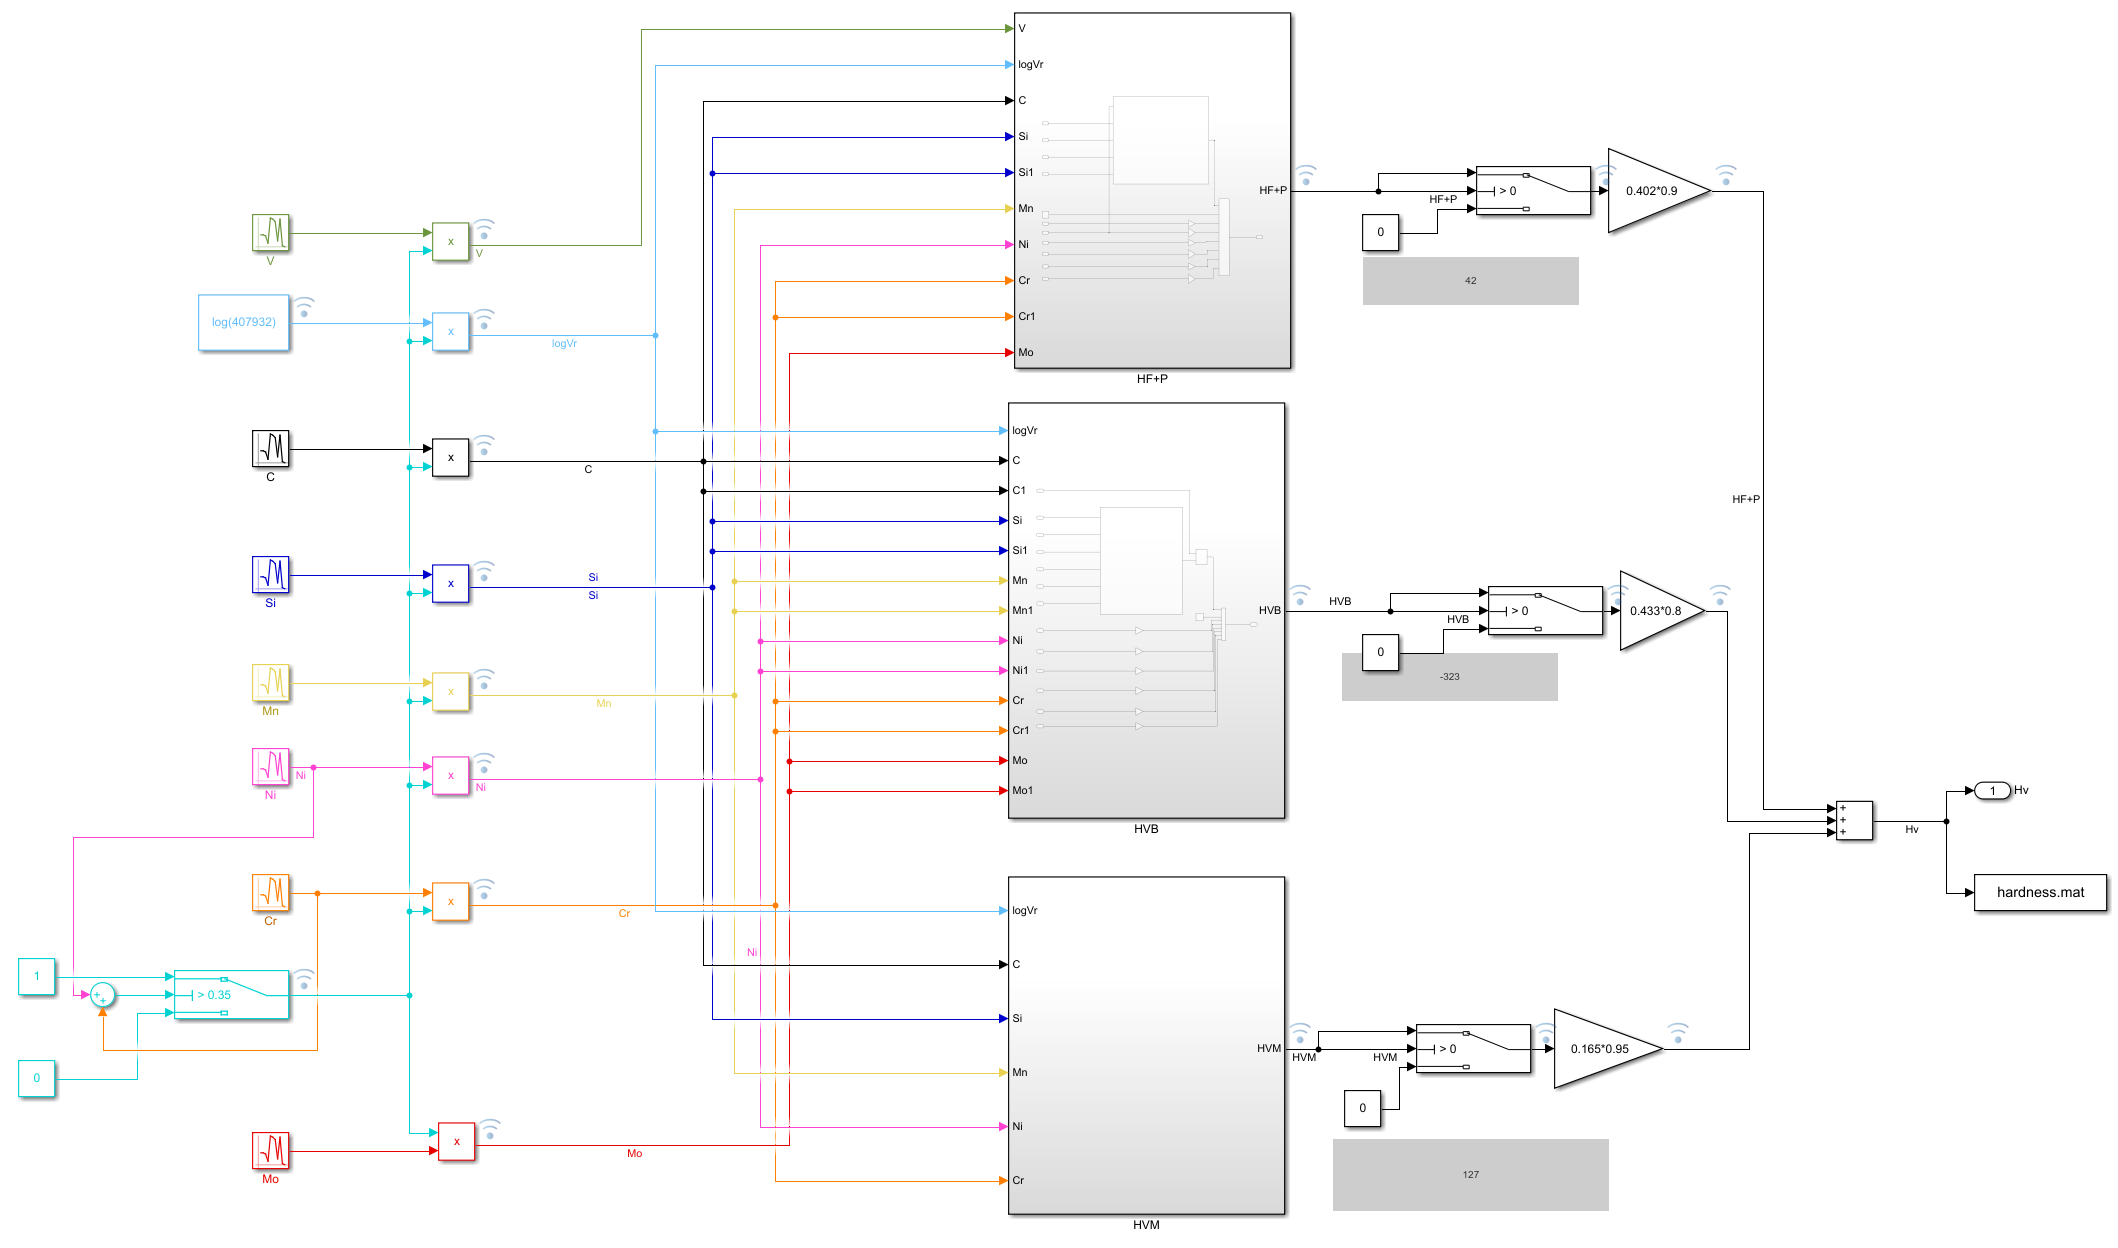 V
x
V
log(407932)
x
logVr
C
x
C
Si
x
Si
Si
Mn
x
Mn
Ni
Ni
x
Ni
Cr
x
Cr
1
+
+
> 0.35
0
Mo
x
Mo
Ni
V
logVr
C
Si
Si1
Mn
Ni
Cr
Cr1
Mo
HF+P
HF+P
logVr
C
C1
Si
Si1
Mn
Mn1
Ni
Ni1
Cr
Cr1
Mo
Mo1
HVB
HVB
logVr
C
Si
Mn
Ni
Cr
HVM
HVM
HF+P
> 0
0
42
0.402*0.9
HVB
HVB
> 0
0
-323
0.433*0.8
HVM
HVM
> 0
0
127
0.165*0.95
HF+P
+
+
+
Hv
1
Hv
hardness.mat